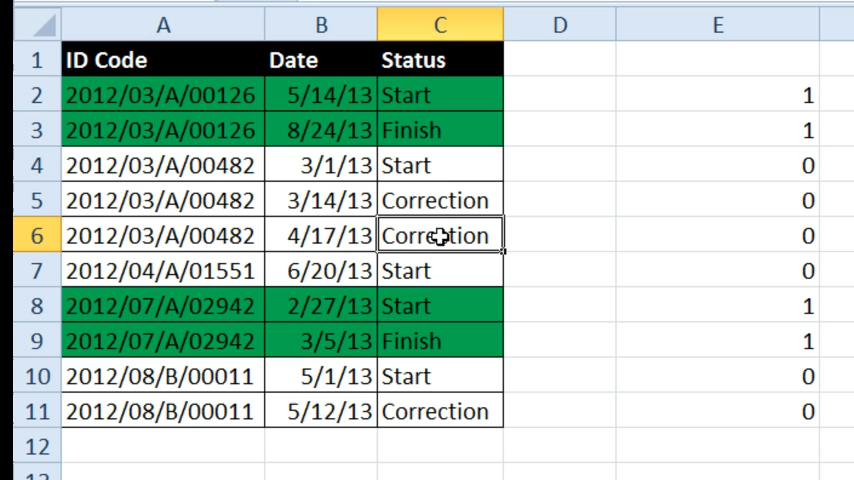 A B C D E
1 ID Code Date Status
2 2012/03/A/00126 5/14/13 Start 1
3 2012/03/A/00126 8/24/13 Finish 1
4 2012/03/A/00482 3/1/13 Start 0
5 2012/03/A/00482 3/14/13 Correction 0
6 2012/03/A/00482 4/17/13 Correction 0
7 2012/04/A/01551 6/20/13 Start 0
8 2012/07/A/02942 2/27/13 Start 1
9 2012/07/A/02942 3/5/13 Finish 1
10 2012/08/B/00011 5/1/13 Start 0
11 2012/08/B/00011 5/12/13 Correction 0
12
13